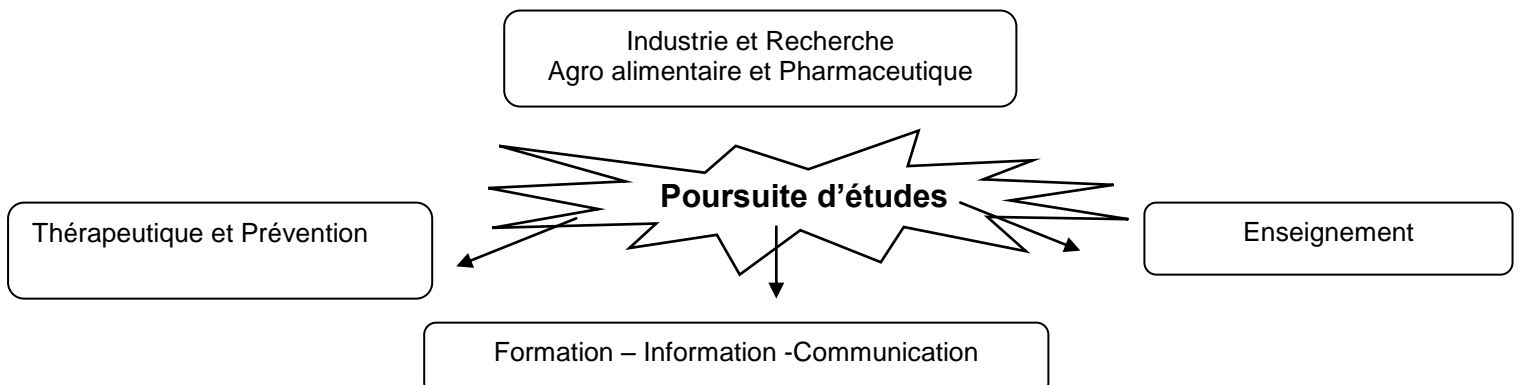 Industrie et Recherche
Agro alimentaire et Pharmaceutique
Poursuite d’études
Thérapeutique et Prévention
Enseignement
Formation – Information -Communication